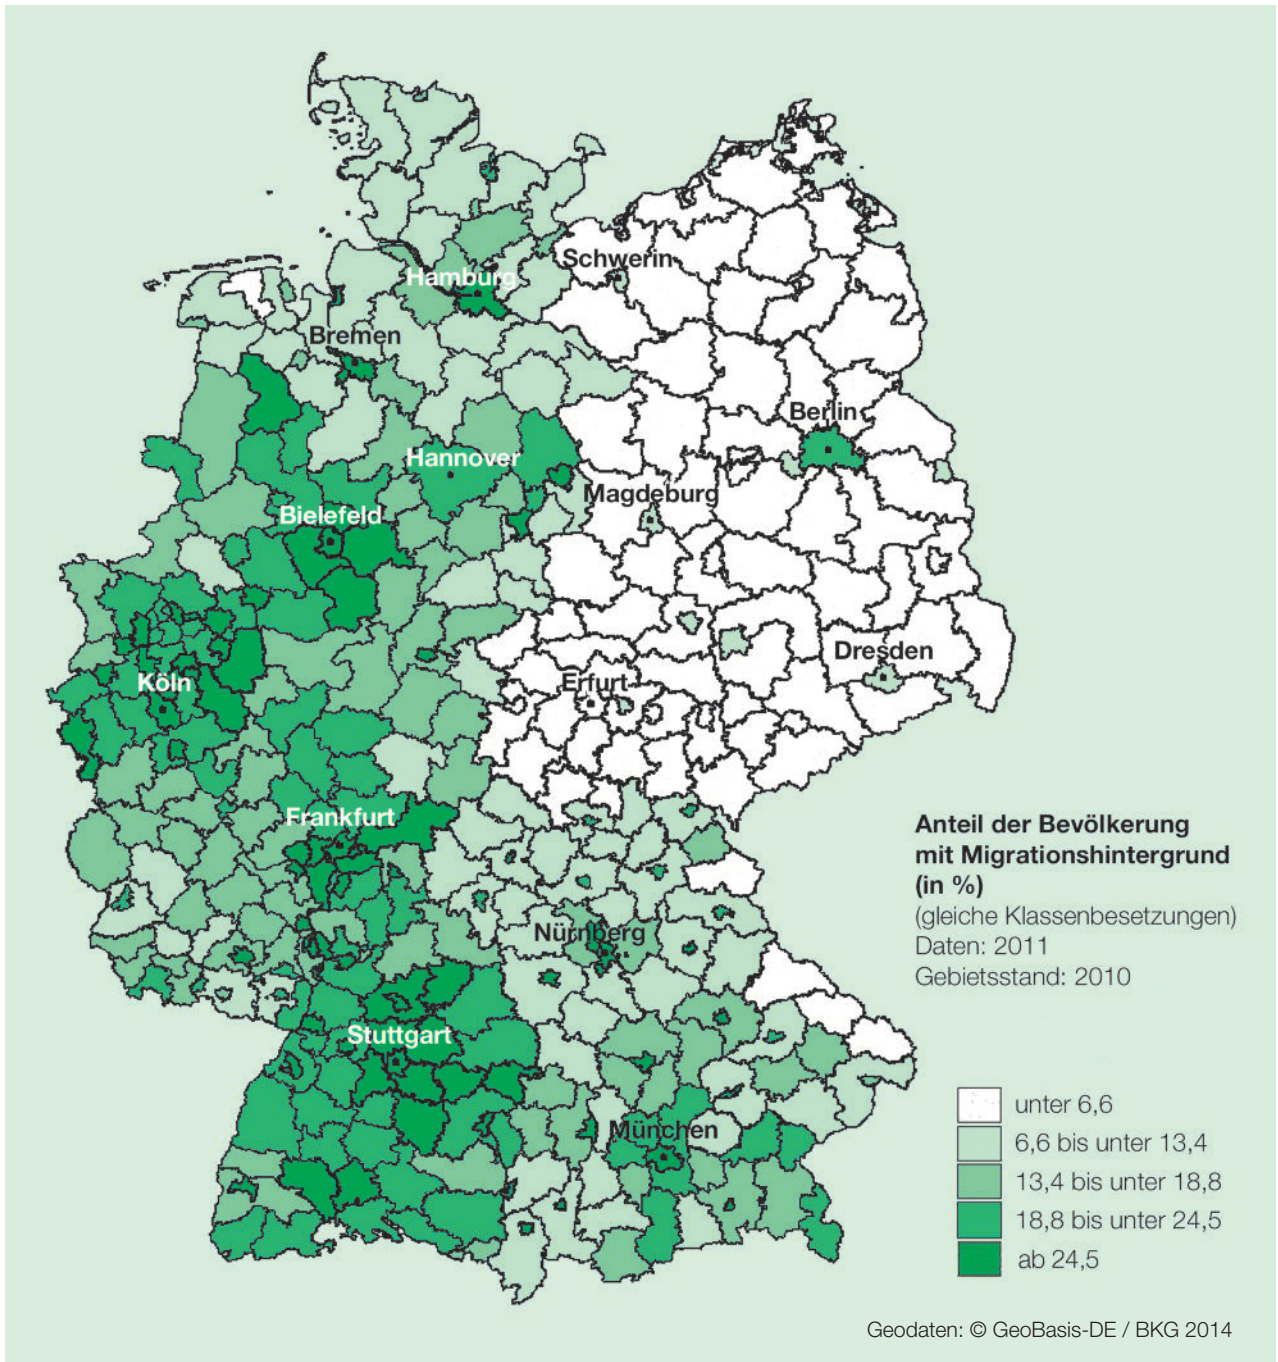 Schwerin
Hamburg
Bremen
Berlin
Hannover
Magdeburg
Bielefeld
Dresden
Köln
Erfurt
Frankfurt
Nürnberg
Stuttgart
München
Anteil der Bevölkerung
mit Migrationshintergrund
(in %)
(gleiche Klassenbesetzungen)
Daten: 2011
Gebietsstand: 2010
unter 6,6
6,6 bis unter 13,4
13,4 bis unter 18,8
18,8 bis unter 24,5
ab 24,5
Geodaten: © GeoBasis-DE / BKG 2014